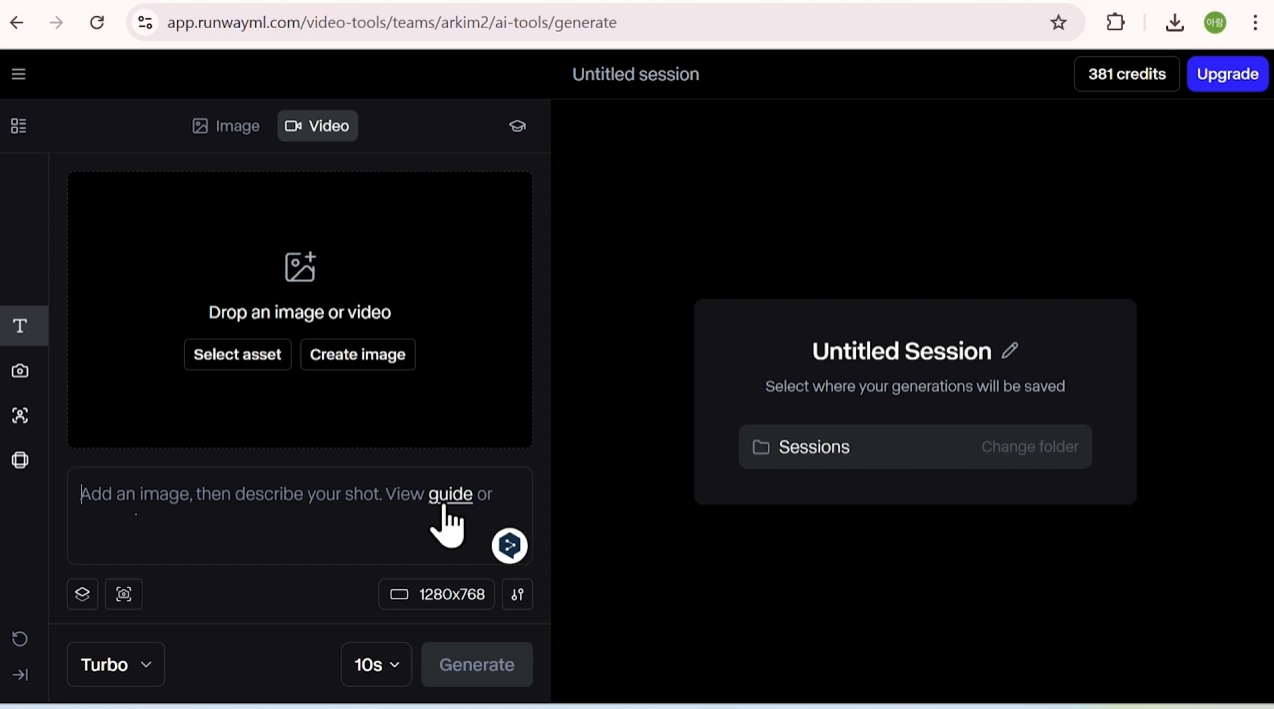 app.runwayml.com/video-tools/teams/arkim2/ai-tools/generate
아람
Untitled session
381 credits
Upgrade
Image
Video
Drop an image or video
Select asset
Create image
T
Add an image, then describe your shot. View guide or
1280x768
Turbo
10s
Generate
Untitled Session
Select where your generations will be saved
Sessions
Change folder